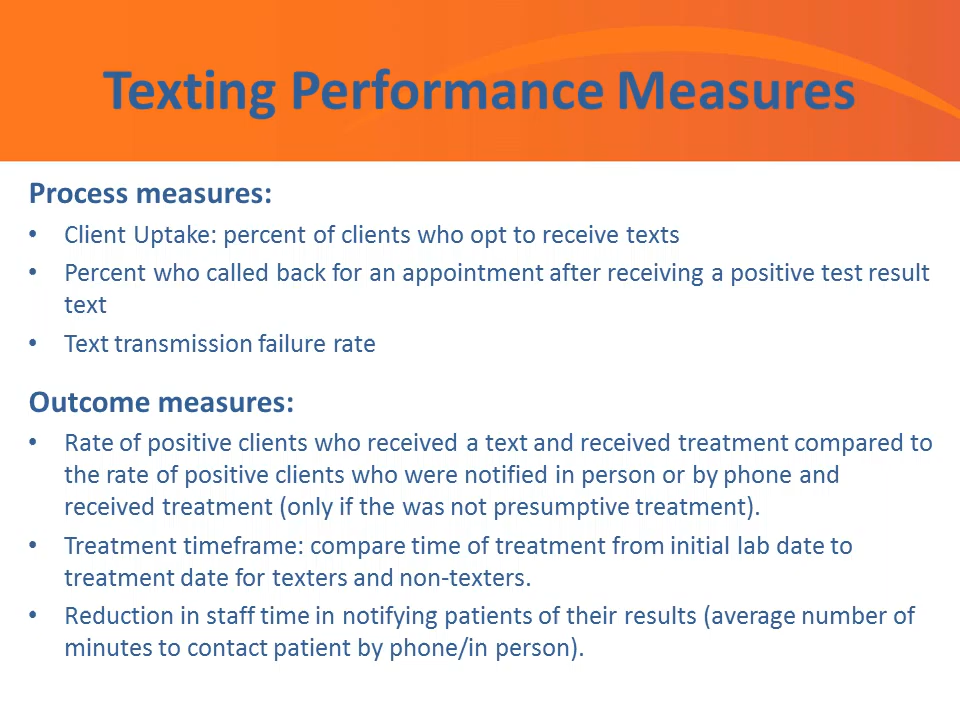 Texting Performance Measures
Process measures:
• Client Uptake: percent of clients who opt to receive texts
• Percent who called back for an appointment after receiving a positive test result
text
• Text transmission failure rate
Outcome measures:
• Rate of positive clients who received a text and received treatment compared to
the rate of positive clients who were notified in person or by phone and
received treatment (only if the was not presumptive treatment).
• Treatment timeframe: compare time of treatment from initial lab date to
treatment date for texters and non-texters.
• Reduction in staff time in notifying patients of their results (average number of
minutes to contact patient by phone/in person).